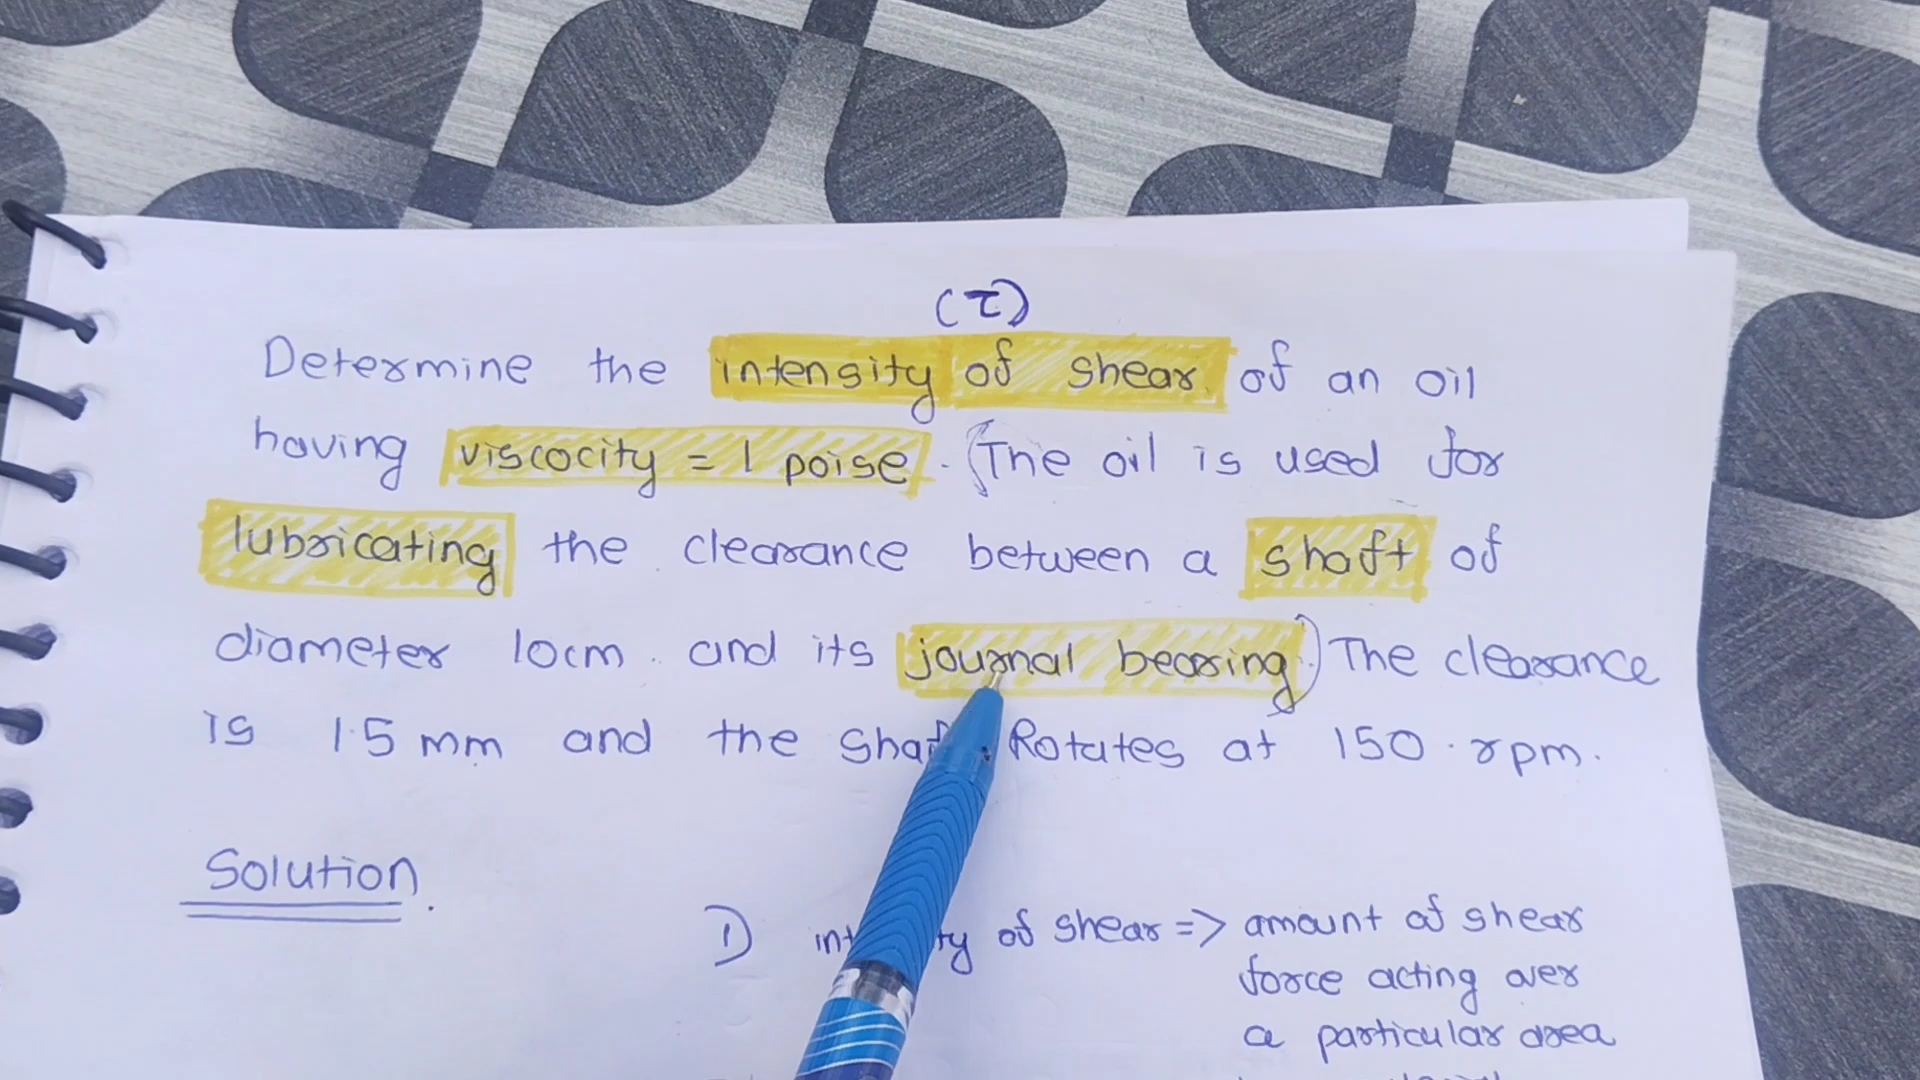 (τ)
Determine the intensity of shear of an oil
having viscocity = 1 poise. (The oil is used for
lubricating the clearance between a shaft of
diameter 10cm and its journal bearing.) The clearance
is 1.5 mm and the Rotates at 150 rpm.
Solution.
1) of shear => amount of shear
force acting over
a particular area